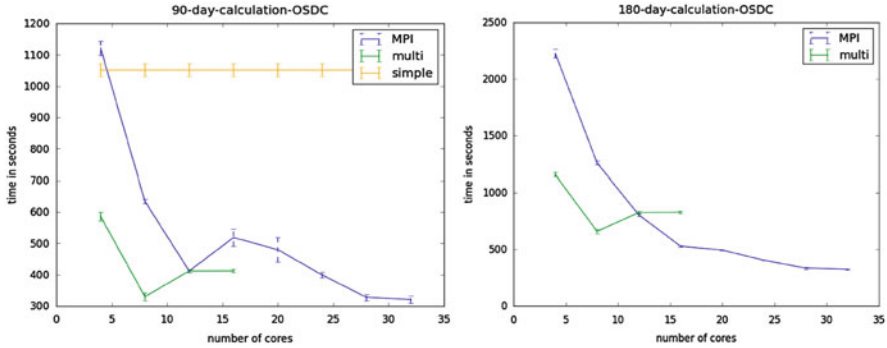 90-day-calculation-OSDC
1200
1100
1000
900
800
700
600
500
400
300
time in seconds
0
5
10
15
20
25
30
35
number of cores
MPI
multi
simple
180-day-calculation-OSDC
2500
2000
1500
1000
500
0
time in seconds
0
5
10
15
20
25
30
35
number of cores
MPI
multi